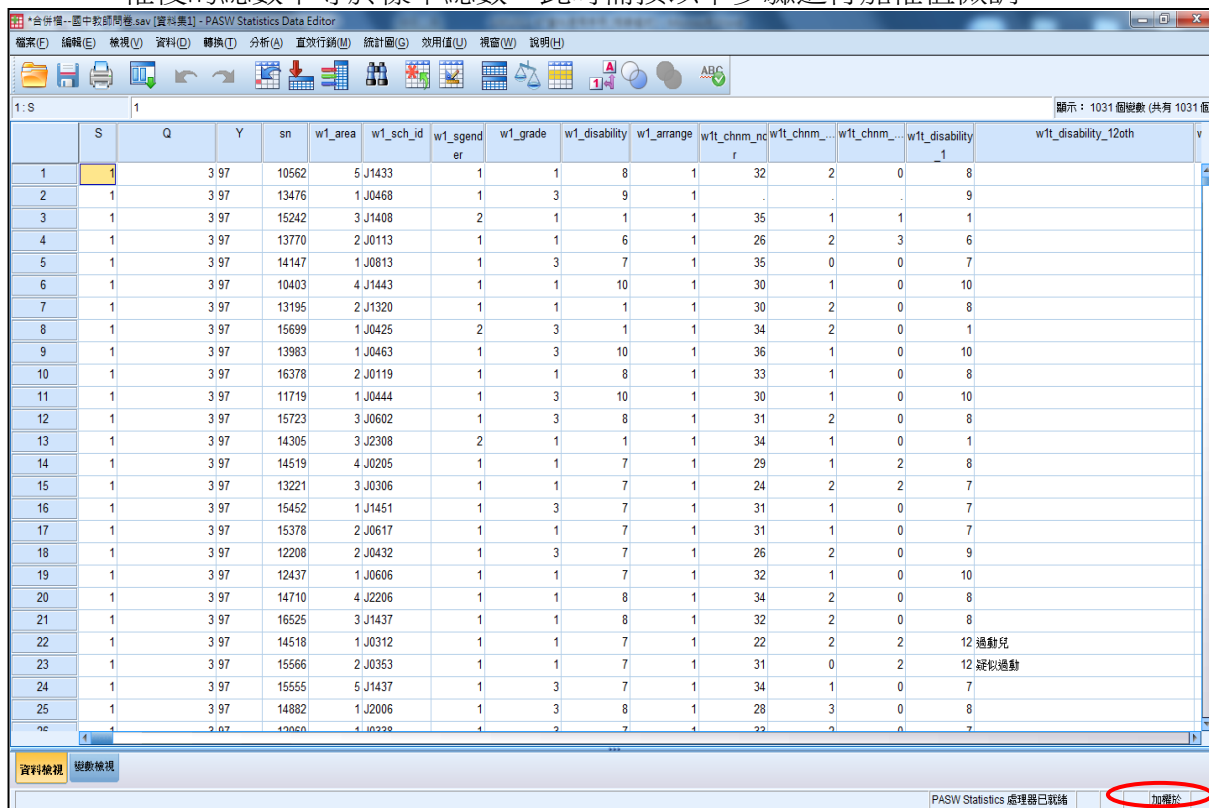 *合併檔--國中教師問卷.sav [資料集1] - PASW Statistics Data Editor
檔案(F) 編輯(E) 檢視(V) 資料(D) 轉換(T) 分析(A) 直效行銷(M) 統計圖(G) 效用值(U) 視窗(W) 說明(H)
1 : S 1 顯示： 1031 個變數 (共有 1031 個
S Q Y sn w1_area w1_sch_id w1_sgender w1_grade w1_disability w1_arrange w1t_chnm_nor w1t_chnm_... w1t_chnm_... w1t_disability_1 w1t_disability_12oth
1 1 3 97 10562 5 J1433 1 1 8 1 32 2 0 8
2 1 3 97 13476 1 J0468 1 3 9 1 . . . 9
3 1 3 97 15242 3 J1408 2 1 1 1 35 1 1 1
4 1 3 97 13770 2 J0113 1 1 6 1 26 2 3 6
5 1 3 97 14147 1 J0813 1 3 7 1 35 0 0 7
6 1 3 97 10403 4 J1443 1 1 10 1 30 1 0 10
7 1 3 97 13195 2 J1320 1 1 1 1 30 2 0 8
8 1 3 97 15699 1 J0425 2 3 1 1 34 2 0 1
9 1 3 97 13983 1 J0463 1 3 10 1 36 1 0 10
10 1 3 97 16378 2 J0119 1 1 8 1 33 1 0 8
11 1 3 97 11719 1 J0444 1 3 10 1 30 1 0 10
12 1 3 97 15723 3 J0602 1 3 8 1 31 2 0 8
13 1 3 97 14305 3 J2308 2 1 1 1 34 1 0 1
14 1 3 97 14519 4 J0205 1 1 7 1 29 1 2 8
15 1 3 97 13221 3 J0306 1 1 7 1 24 2 2 7
16 1 3 97 15452 1 J1451 1 3 7 1 31 1 0 7
17 1 3 97 15378 2 J0617 1 1 7 1 31 1 0 7
18 1 3 97 12208 2 J0432 1 3 7 1 26 2 0 9
19 1 3 97 12437 1 J0606 1 1 7 1 32 1 0 10
20 1 3 97 14710 4 J2206 1 1 8 1 34 2 0 8
21 1 3 97 16525 3 J1437 1 1 8 1 32 2 0 8
22 1 3 97 14518 1 J0312 1 1 7 1 22 2 2 12 過動兒
23 1 3 97 15566 2 J0353 1 1 7 1 31 0 2 12 疑似過動
24 1 3 97 15555 5 J1437 1 3 7 1 34 1 0 7
25 1 3 97 14882 1 J2006 1 3 8 1 28 3 0 8
資料檢視 變數檢視
PASW Statistics 處理器已就緒 加權於